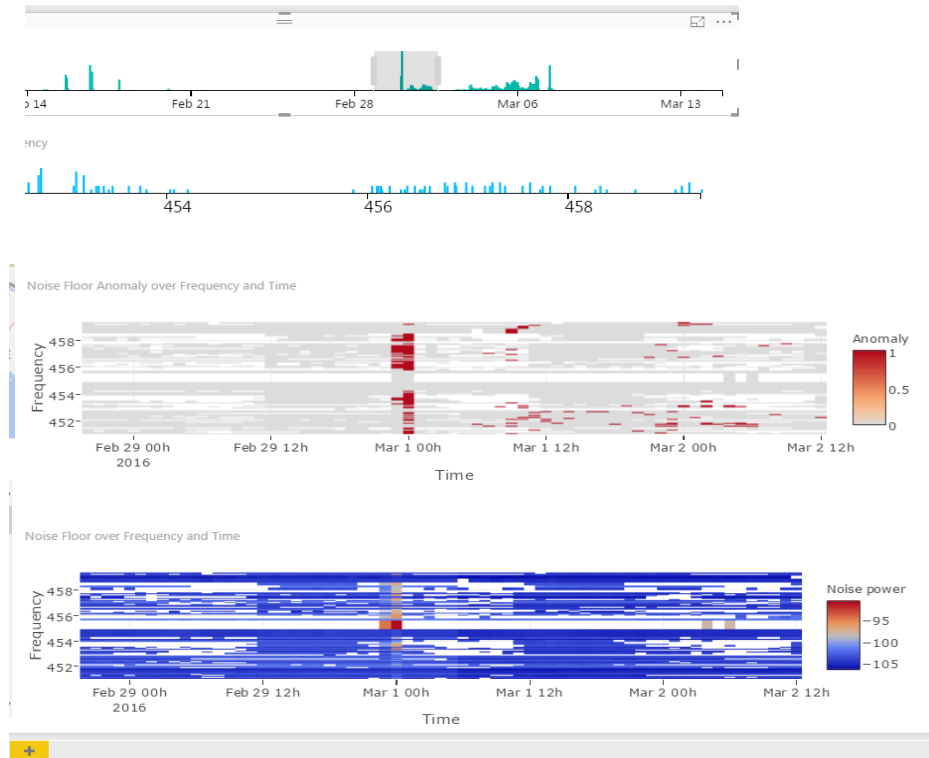 14
Feb 21
Feb 28
Mar 06
Mar 13
ency
454
456
458
Noise Floor Anomaly over Frequency and Time
Frequency
458
456
454
452
Feb 29 00h
2016
Feb 29 12h
Mar 1 00h
Mar 1 12h
Mar 2 00h
Mar 2 12h
Time
Anomaly
1
0.5
0
Noise Floor over Frequency and Time
Frequency
458
456
454
452
Feb 29 00h
2016
Feb 29 12h
Mar 1 00h
Mar 1 12h
Mar 2 00h
Mar 2 12h
Time
Noise power
−95
−100
−105
+